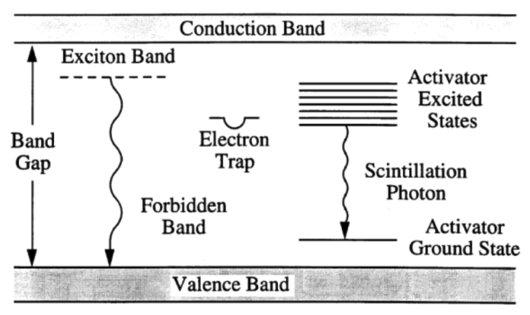 Conduction Band
Exciton Band
Activator
Excited
States
Band
Gap
Electron
Trap
Scintillation
Photon
Forbidden
Band
Activator
Ground State
Valence Band